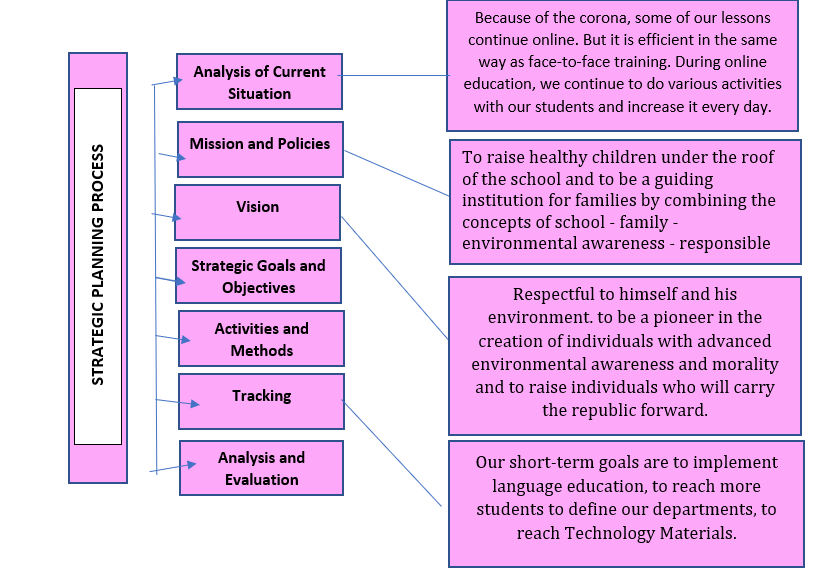 STRATEGIC PLANNING PROCESS
Analysis of Current
Situation
Mission and Policies
Vision
Strategic Goals and
Objectives
Activities and
Methods
Tracking
Analysis and
Evaluation
Because of the corona, some of our lessons
continue online. But it is efficient in the same
way as face-to-face training. During online
education, we continue to do various activities
with our students and increase it every day.
To raise healthy children under the roof
of the school and to be a guiding
institution for families by combining the
concepts of school - family -
environmental awareness - responsible
Respectful to himself and his
environment. to be a pioneer in the
creation of individuals with advanced
environmental awareness and morality
and to raise individuals who will carry
the republic forward.
Our short-term goals are to implement
language education, to reach more
students to define our departments, to
reach Technology Materials.